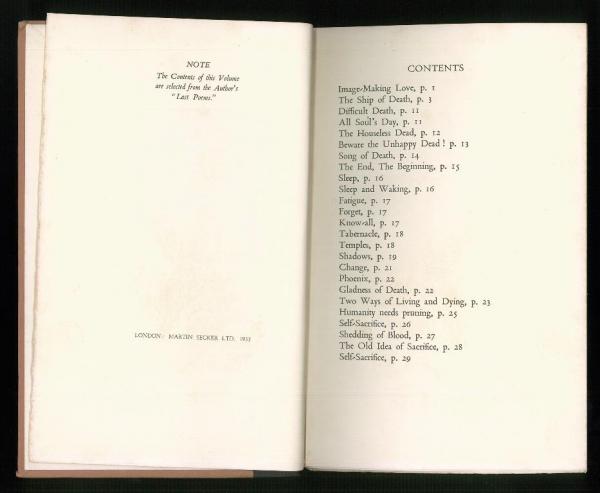 NOTE
The Contents of this Volume
are selected from the Author's
"Last Poems."
LONDON: MARTIN SECKER LTD. 1933
CONTENTS
Image-Making Love, p. 1
The Ship of Death, p. 3
Difficult Death, p. 11
All Soul's Day, p. 11
The Houseless Dead, p. 12
Beware the Unhappy Dead! p. 13
Song of Death, p. 14
The End, The Beginning, p. 15
Sleep, p. 16
Sleep and Waking, p. 16
Fatigue, p. 17
Forget, p. 17
Know-all, p. 17
Tabernacle, p. 18
Temples, p. 18
Shadows, p. 19
Change, p. 21
Phoenix, p. 22
Gladness of Death, p. 22
Two Ways of Living and Dying, p. 23
Humanity needs pruning, p. 25
Self-Sacrifice, p. 26
Shedding of Blood, p. 27
The Old Idea of Sacrifice, p. 28
Self-Sacrifice, p. 29